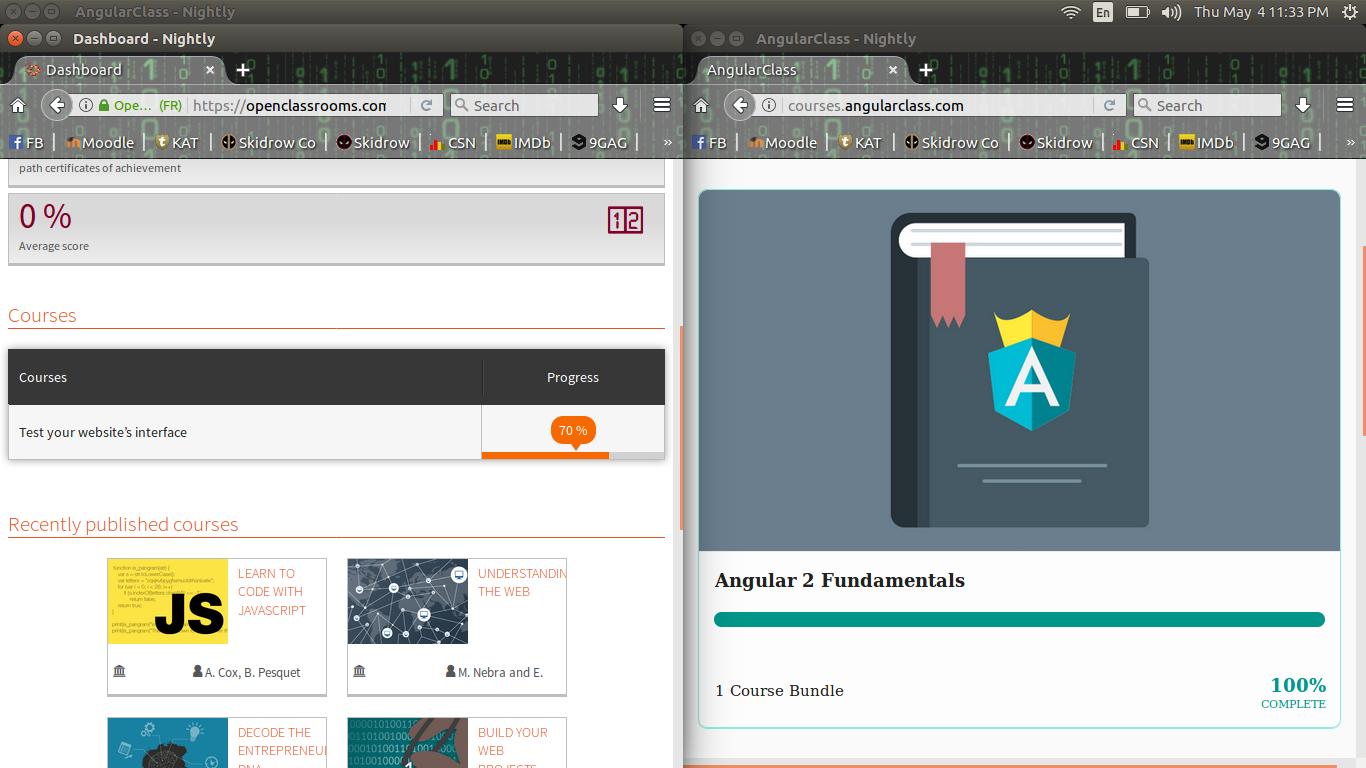 AngularClass - Nightly
En
Thu May 4 11:33 PM
Dashboard - Nightly
Dashboard
Ope... (FR)
https://openclassrooms.com
Search
FB
Moodle
KAT
Skidrow Co
Skidrow
CSN
IMDb
9GAG
»
path certificates of achievement
0 %
Average score
12
Courses
Courses
Progress
Test your website’s interface
70 %
Recently published courses
JS
LEARN TO
CODE WITH
JAVASCRIPT
A. Cox, B. Pesquet
UNDERSTANDIN
THE WEB
M. Nebra and E.
DECODE THE
ENTREPRENEU
DNA
BUILD YOUR
WEB
PROJECTS
AngularClass - Nightly
AngularClass
courses.angularclass.com
Search
FB
Moodle
KAT
Skidrow Co
Skidrow
CSN
IMDb
9GAG
»
A
Angular 2 Fundamentals
1 Course Bundle
100%
COMPLETE